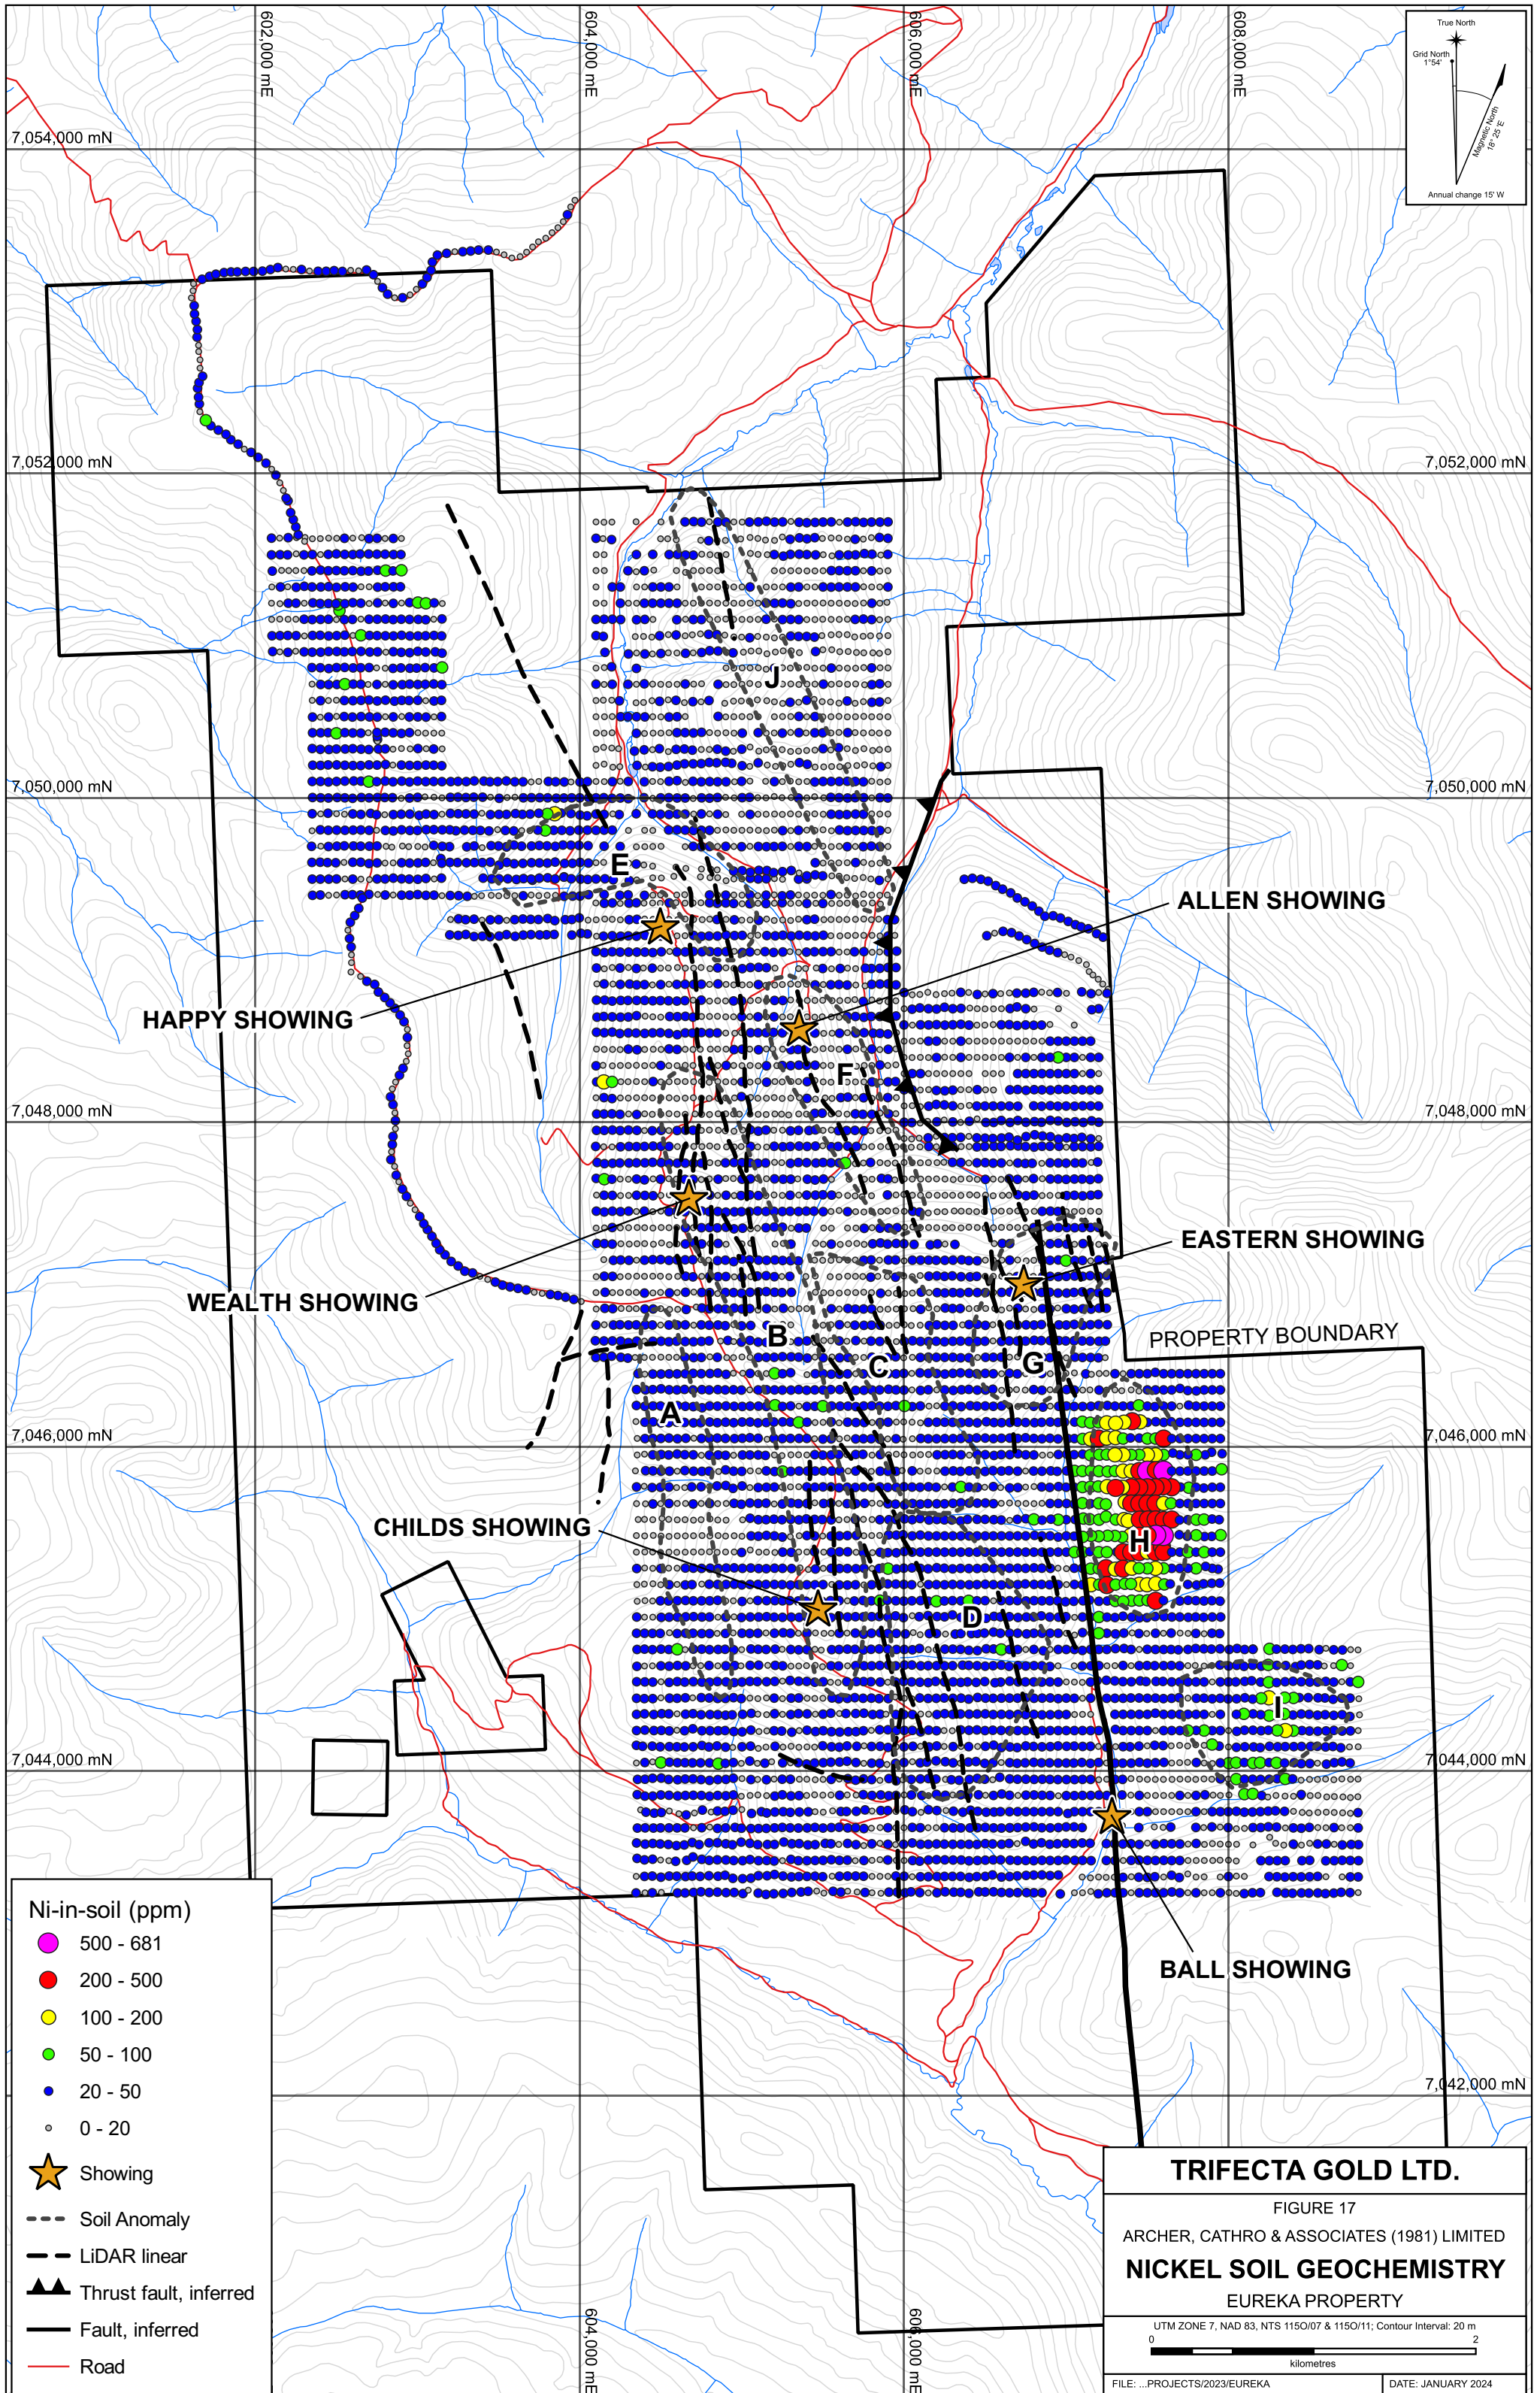 602,000 mE
604,000 mE
606,000 mE
608,000 mE
True North
Grid North
1°54'
Magnetic North
18° 25 'E
Annual change 15' W
7,054,000 mN
7,052,000 mN
7,052,000 mN
J
7,050,000 mN
7,050,000 mN
E
ALLEN SHOWING
HAPPY SHOWING
F
7,048,000 mN
7,048,000 mN
EASTERN SHOWING
WEALTH SHOWING
B
PROPERTY BOUNDARY
C
G
A
7,046,000 mN
7,046,000 mN
CHILDS SHOWING
H
D
I
7,044,000 mN
7,044,000 mN
BALL SHOWING
7,042,000 mN
Ni-in-soil (ppm)
500 - 681
200 - 500
100 - 200
50 - 100
20 - 50
0 - 20
Showing
Soil Anomaly
LiDAR linear
Thrust fault, inferred
Fault, inferred
Road
604,000 mE
606,000 mE
TRIFECTA GOLD LTD.
FIGURE 17
ARCHER, CATHRO & ASSOCIATES (1981) LIMITED
NICKEL SOIL GEOCHEMISTRY
EUREKA PROPERTY
UTM ZONE 7, NAD 83, NTS 115O/07 & 115O/11; Contour Interval: 20 m
0 2
kilometres
FILE: ...PROJECTS/2023/EUREKA
DATE: JANUARY 2024